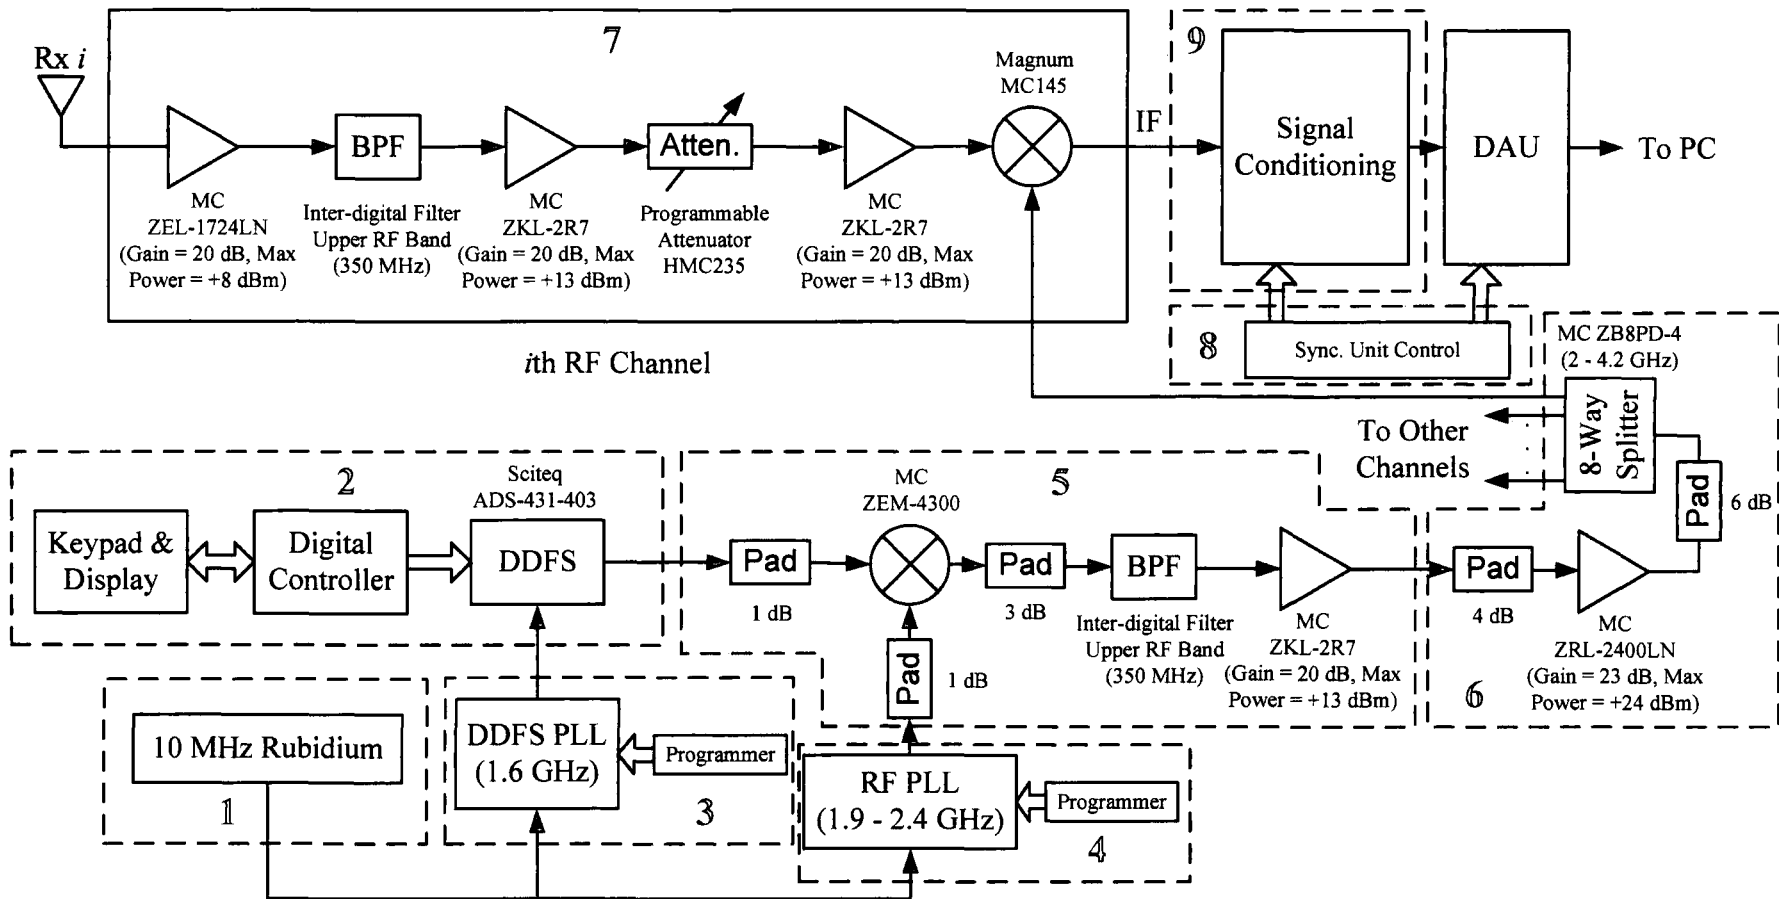 7
Rx i
BPF
Atten.
Magnum
MC145
MC
ZEL-1724LN
(Gain = 20 dB, Max
Power = +8 dBm)
Inter-digital Filter
Upper RF Band
(350 MHz)
MC
ZKL-2R7
(Gain = 20 dB, Max
Power = +13 dBm)
Programmable
Attenuator
HMC235
MC
ZKL-2R7
(Gain = 20 dB, Max
Power = +13 dBm)
ith RF Channel
IF
9
Signal
Conditioning
DAU
To PC
8
Sync. Unit Control
MC ZB8PD-4
(2 - 4.2 GHz)
8-Way
Splitter
To Other
Channels
Pad
6 dB
2
Sciteq
ADS-431-403
Keypad &
Display
Digital
Controller
DDFS
5
MC
ZEM-4300
Pad
1 dB
Pad
3 dB
BPF
Inter-digital Filter
Upper RF Band
(350 MHz)
MC
ZKL-2R7
(Gain = 20 dB, Max
Power = +13 dBm)
Pad
1 dB
Pad
4 dB
MC
ZRL-2400LN
(Gain = 23 dB, Max
Power = +24 dBm)
6
10 MHz Rubidium
1
DDFS PLL
(1.6 GHz)
Programmer
3
RF PLL
(1.9 - 2.4 GHz)
Programmer
4